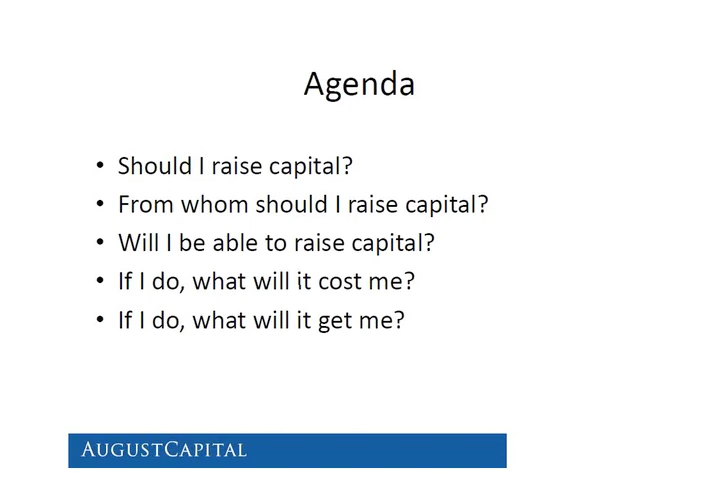 Agenda
• Should I raise capital?
• From whom should I raise capital?
• Will I be able to raise capital?
• If I do, what will it cost me?
• If I do, what will it get me?
AUGUSTCAPITAL